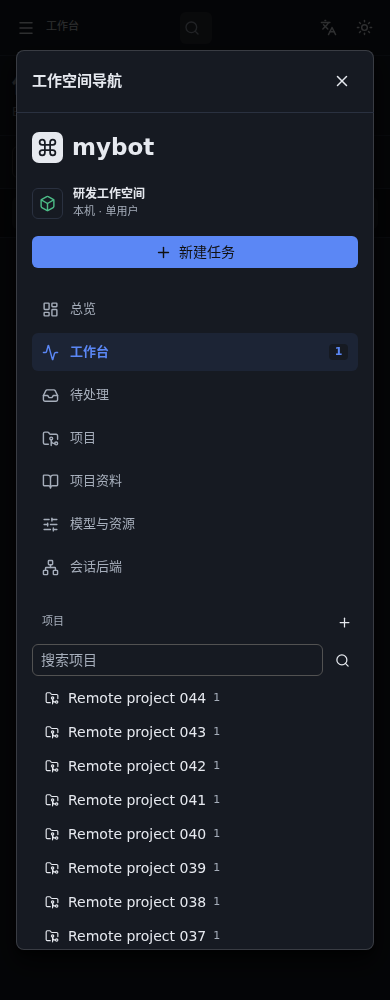 工作台
工作空间导航
mybot
研发工作空间
本机 · 单用户
新建任务
总览
工作台 1
待处理
项目
项目资料
模型与资源
会话后端
项目
搜索项目
Remote project 044 1
Remote project 043 1
Remote project 042 1
Remote project 041 1
Remote project 040 1
Remote project 039 1
Remote project 038 1
Remote project 037 1